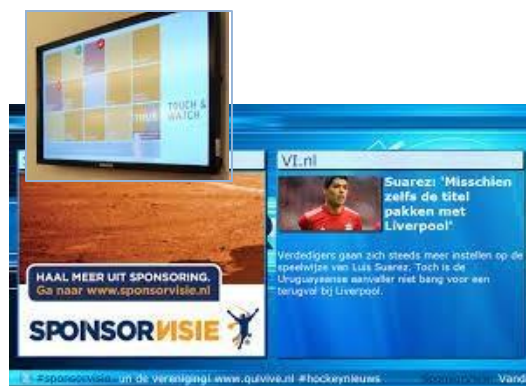 TOUCH &
WATCH
VI.nl
Suarez: 'Misschien
zelfs de titel
pakken met
Liverpool'
Verdedigers gaan zich steeds meer instellen op de
speelwijze van Luis Suarez. Toch is de
Uruguayaanse aanvaller niet bang voor een
terugval bij Liverpool.
HAAL MEER UIT SPONSORING.
Ga naar www.sponsorvisie.nl
SPONSORVISIE
#sponsorvisie un de vereniging! www.quivive.nl #hockeynieuws